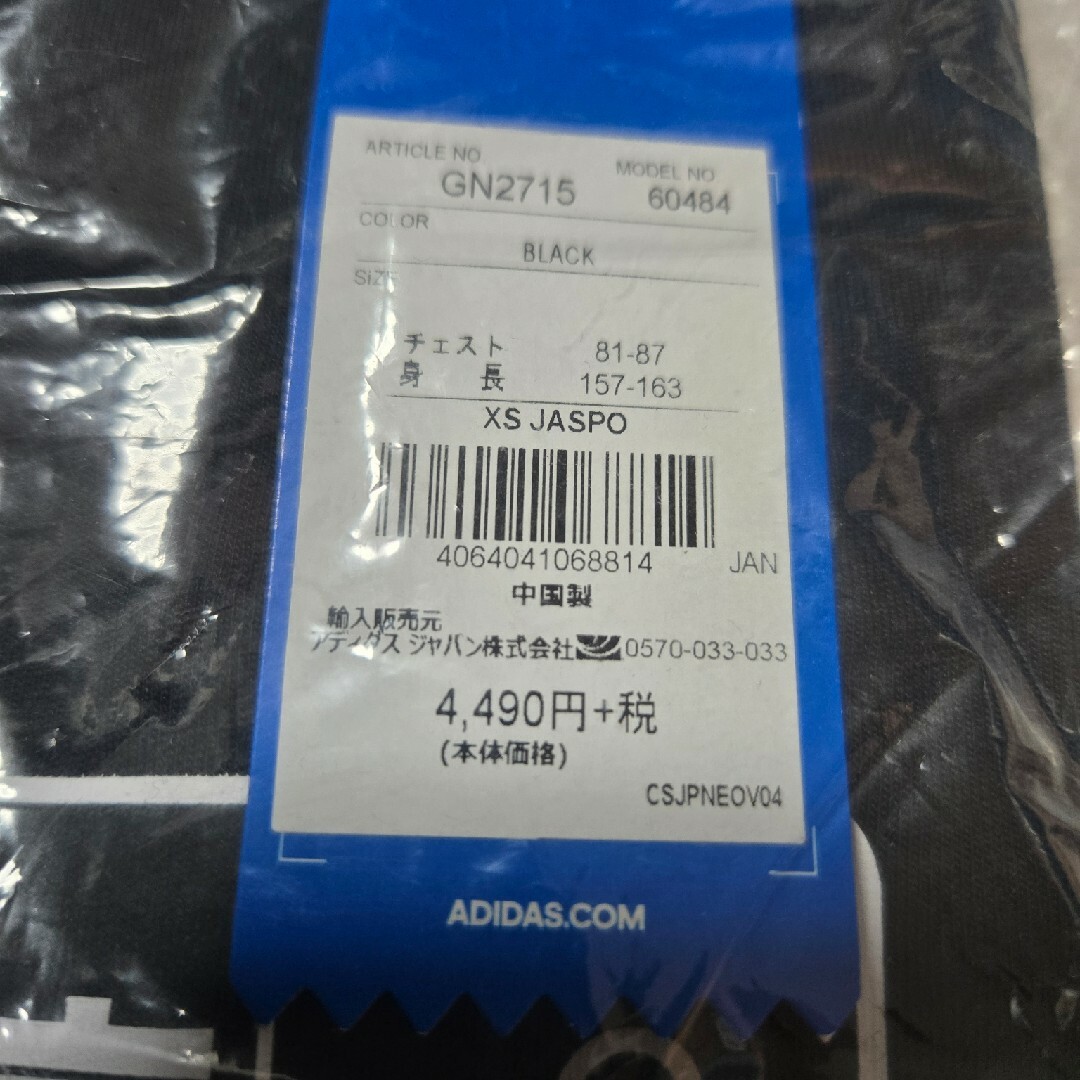 ARTICLE NO MODEL NO
GN2715 60484
COLOR
BLACK
SIZE
チェスト 81-87
身長 157-163
XS JASPO
4064041068814 JAN
中国製
輸入販売元
アディダス ジャパン株式会社 0570-033-033
4,490円+税
(本体価格)
CSJPNEOV04
ADIDAS.COM